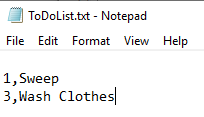 ToDoList.txt - Notepad
File Edit Format View Help
1,Sweep
3,Wash Clothes